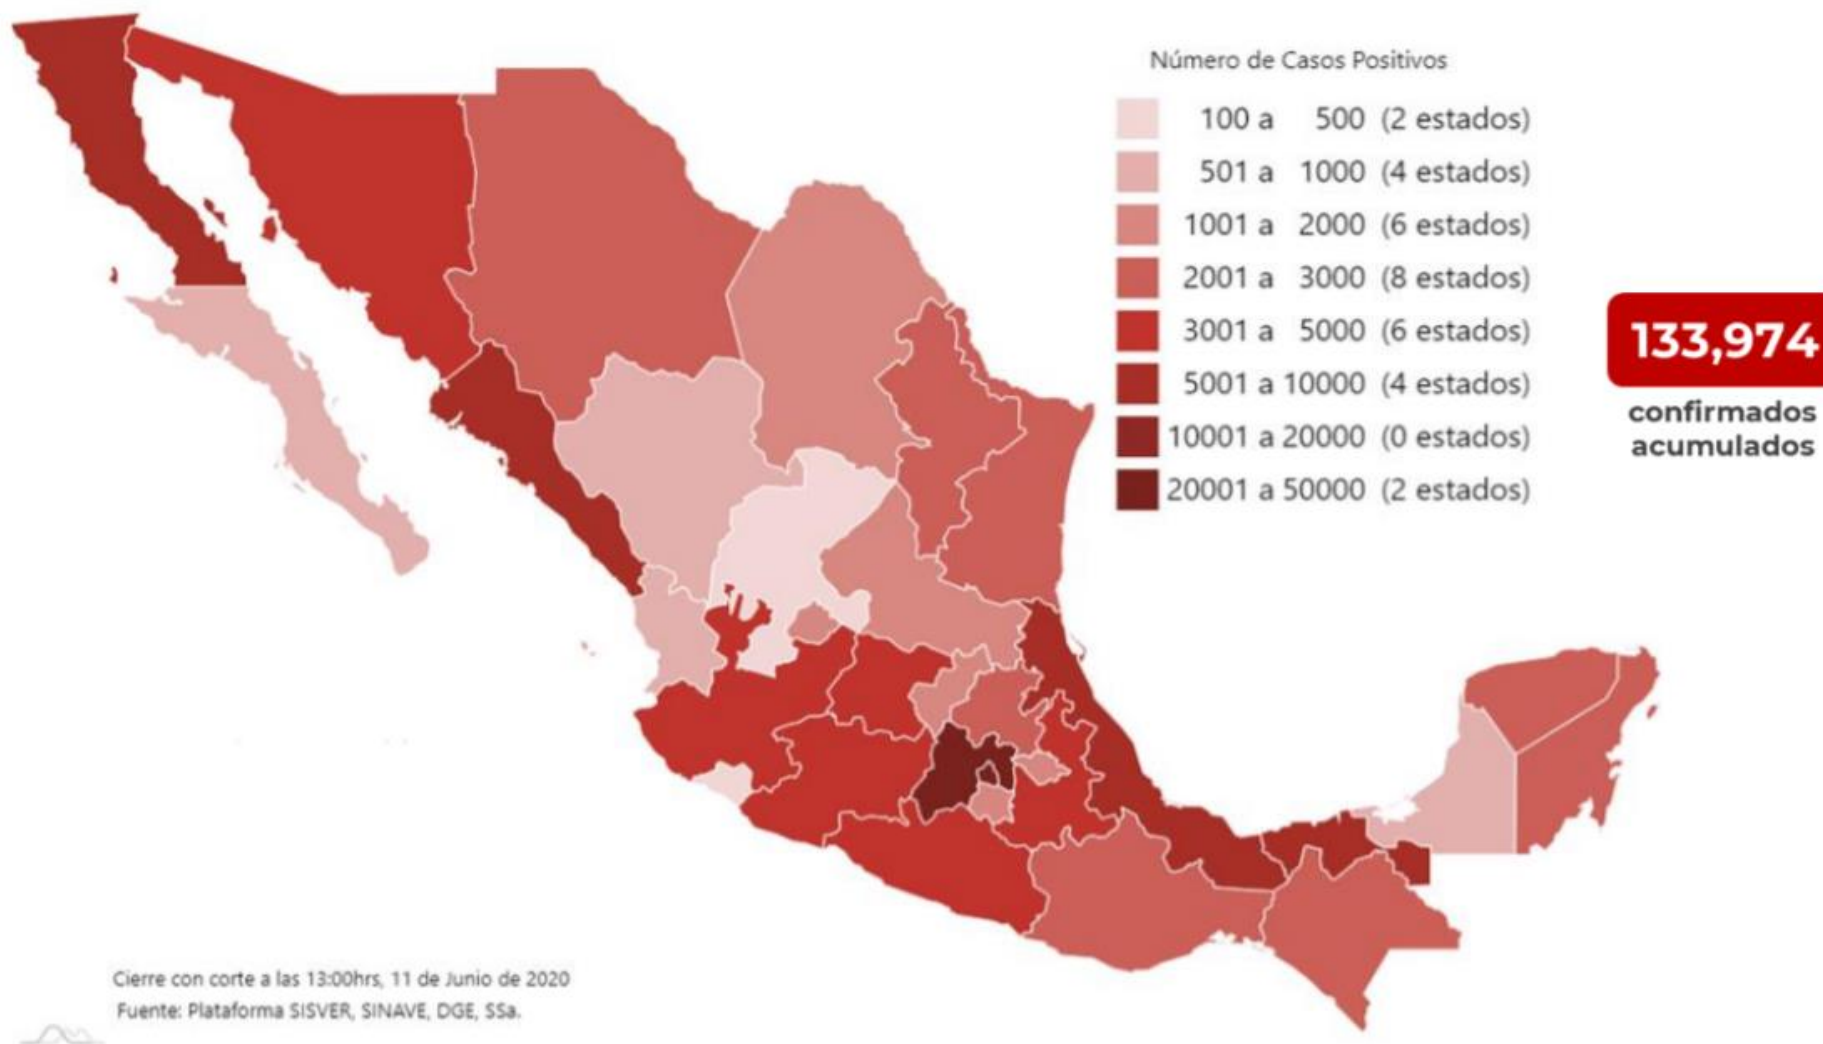 Número de Casos Positivos
100 a 500 (2 estados)
501 a 1000 (4 estados)
1001 a 2000 (6 estados)
2001 a 3000 (8 estados)
3001 a 5000 (6 estados)
5001 a 10000 (4 estados)
10001 a 20000 (0 estados)
20001 a 50000 (2 estados)
133,974
confirmados
acumulados
Cierre con corte a las 13:00hrs, 11 de Junio de 2020
Fuente: Plataforma SISVER, SINAVE, DGE, SSa.